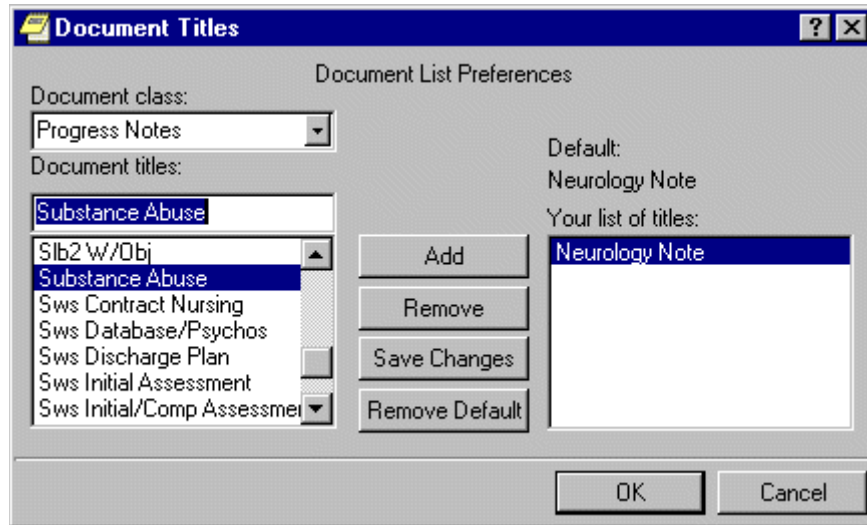 Document Titles
Document List Preferences
Document class:
Progress Notes
Document titles:
Substance Abuse
Slb2 W/Obj
Substance Abuse
Sws Contract Nursing
Sws Database/Psychos
Sws Discharge Plan
Sws Initial Assessment
Sws Initial/Comp Assessmer
Add
Remove
Save Changes
Remove Default
Default:
Neurology Note
Your list of titles:
Neurology Note
OK
Cancel